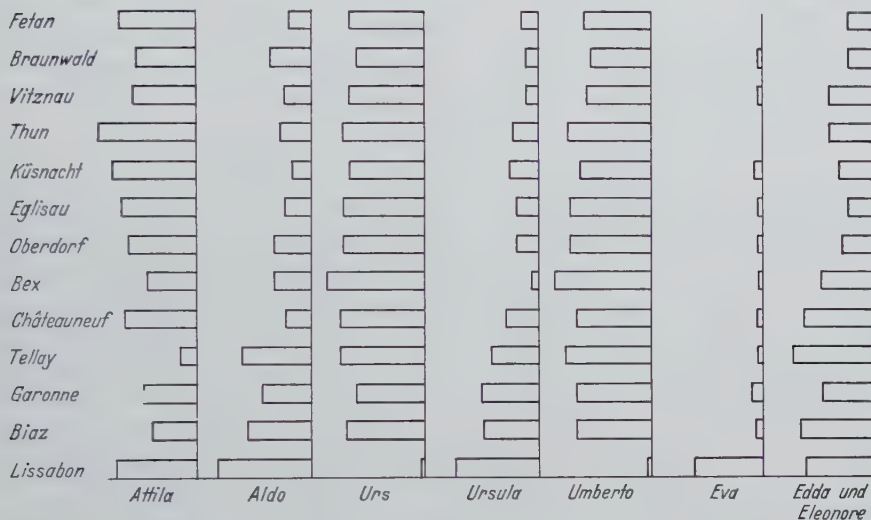 Fetan
Braunwald
Vitznau
Thun
Küsnacht
Eglisau
Oberdorf
Bex
Châteauneuf
Tellay
Garonne
Biaz
Lissabon
Attila Aldo Urs Ursula Umberto Eva Edda und
Eleonore